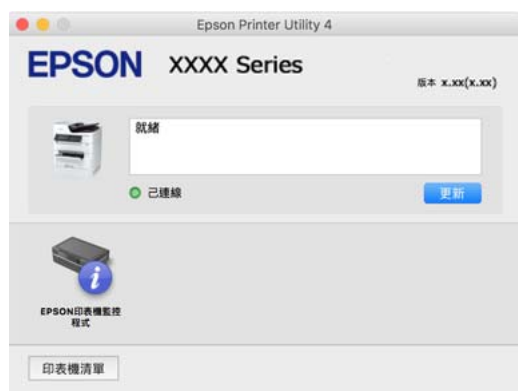 Epson Printer Utility 4
EPSON XXXX Series
版本 x.xx(x.xx)
就緒
己連線
更新
EPSON印表機監控
程式
印表機清單